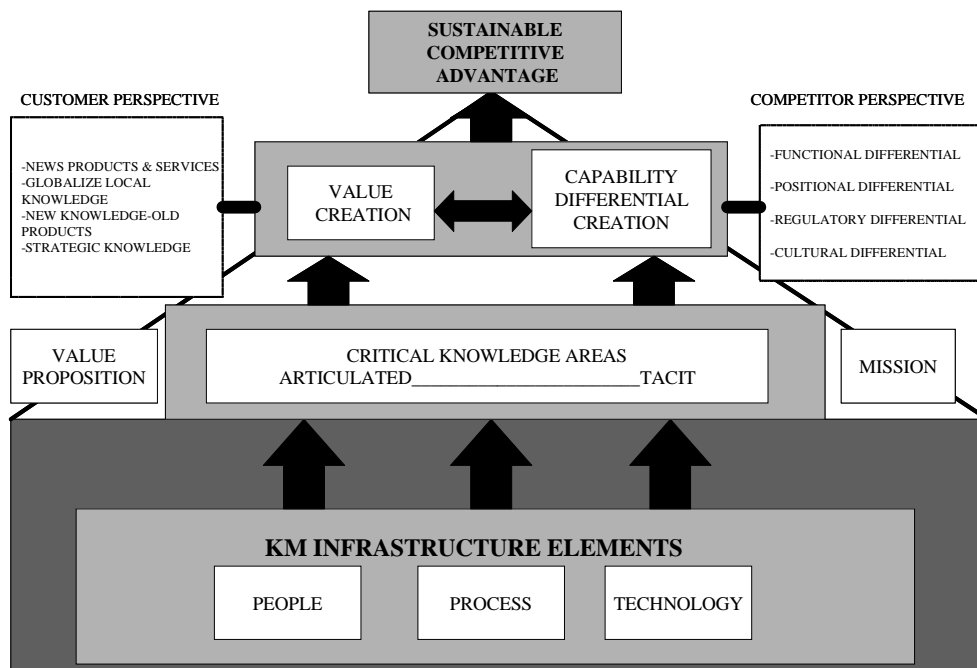 SUSTAINABLE
COMPETITIVE
ADVANTAGE
CUSTOMER PERSPECTIVE
COMPETITOR PERSPECTIVE
-NEWS PRODUCTS & SERVICES
-GLOBALIZE LOCAL
KNOWLEDGE
-NEW KNOWLEDGE-OLD
PRODUCTS
-STRATEGIC KNOWLEDGE
VALUE
CREATION
CAPABILITY
DIFFERENTIAL
CREATION
-FUNCTIONAL DIFFERENTIAL
-POSITIONAL DIFFERENTIAL
-REGULATORY DIFFERENTIAL
-CULTURAL DIFFERENTIAL
VALUE
PROPOSITION
CRITICAL KNOWLEDGE AREAS
ARTICULATED________________________TACIT
MISSION
KM INFRASTRUCTURE ELEMENTS
PEOPLE
PROCESS
TECHNOLOGY